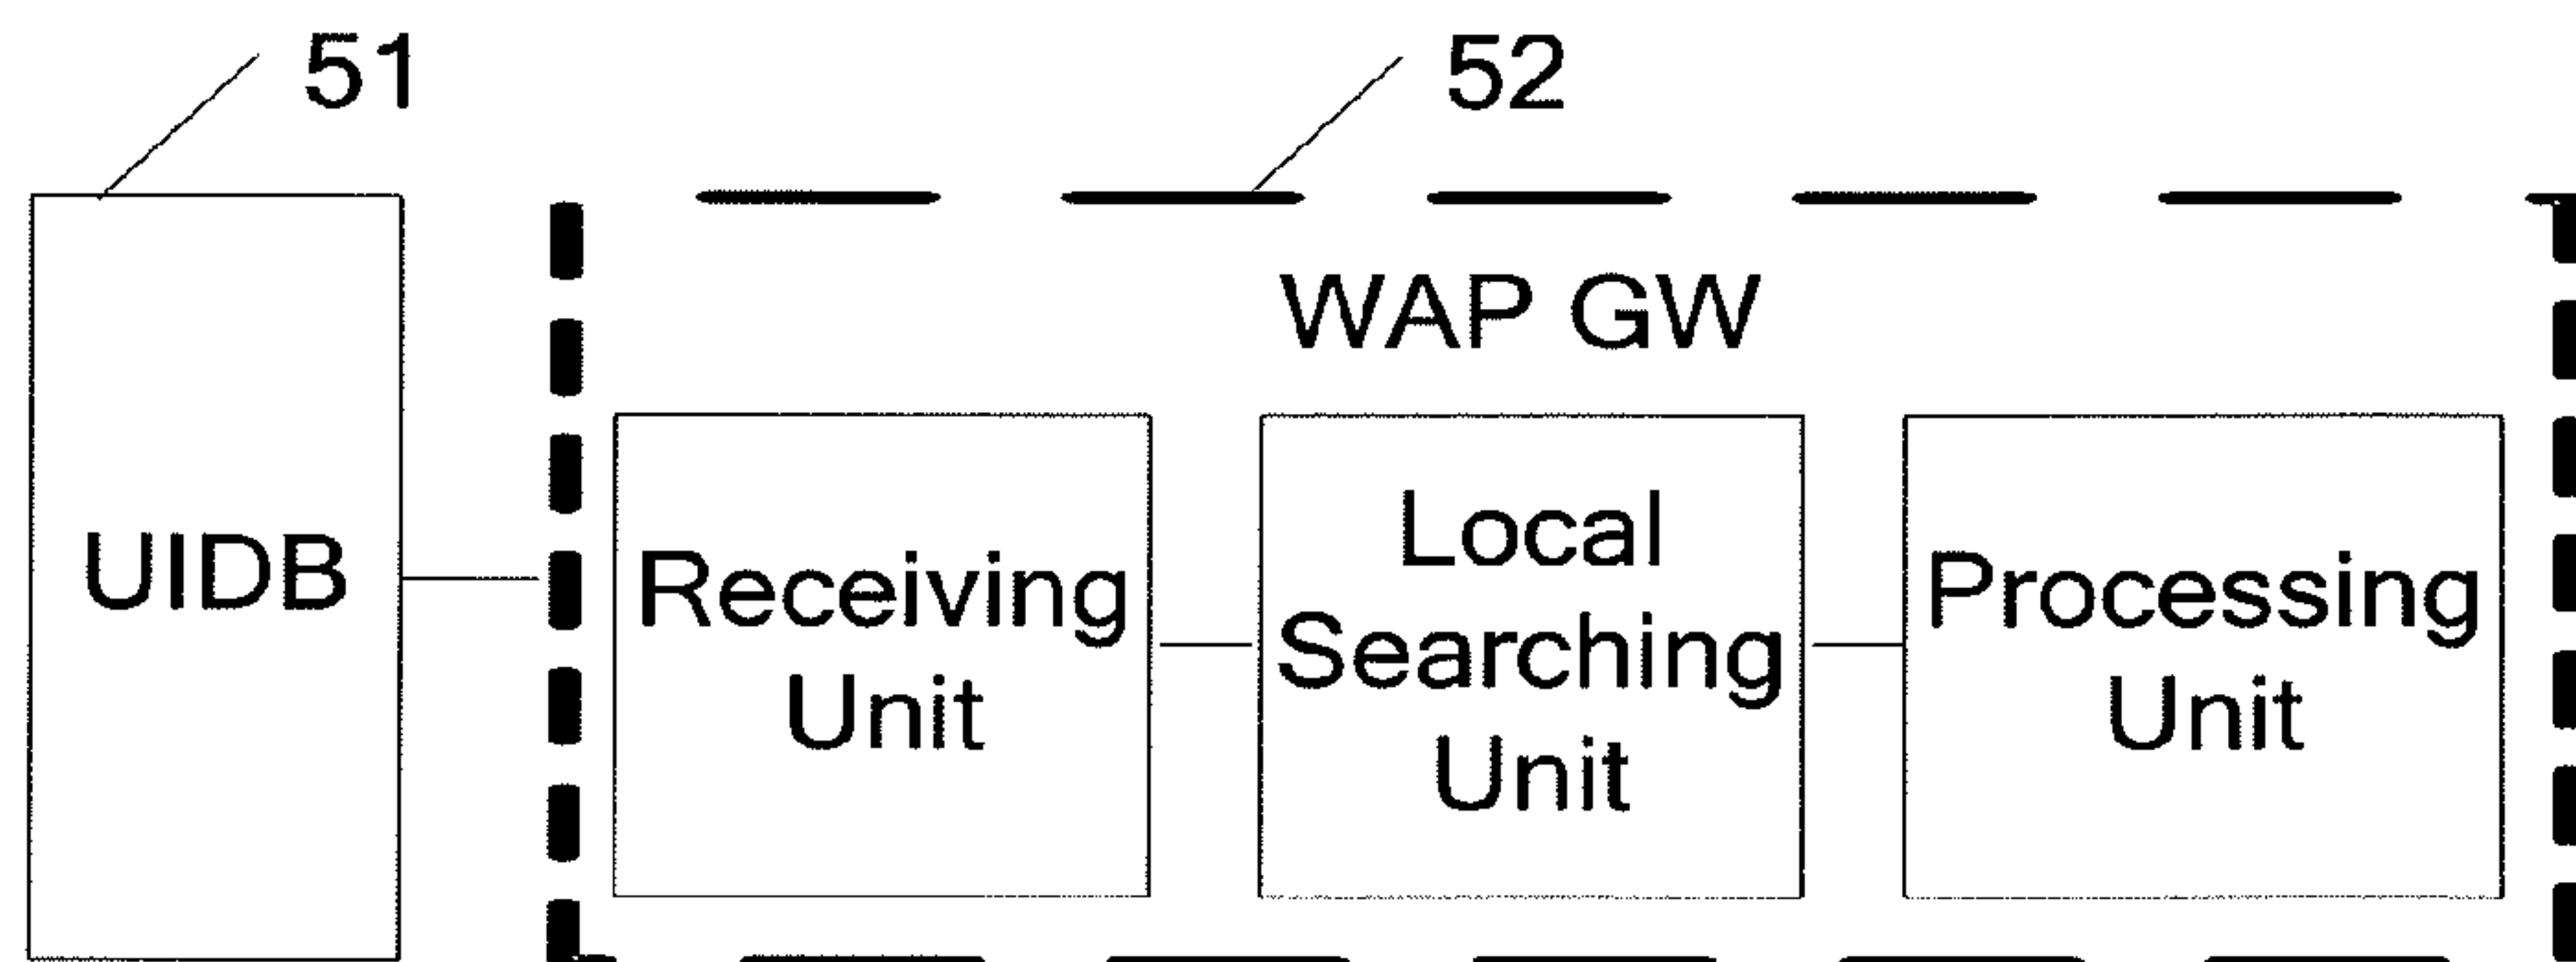 51
52
WAP GW
UIDB
Receiving
Unit
Local
Searching
Unit
Processing
Unit